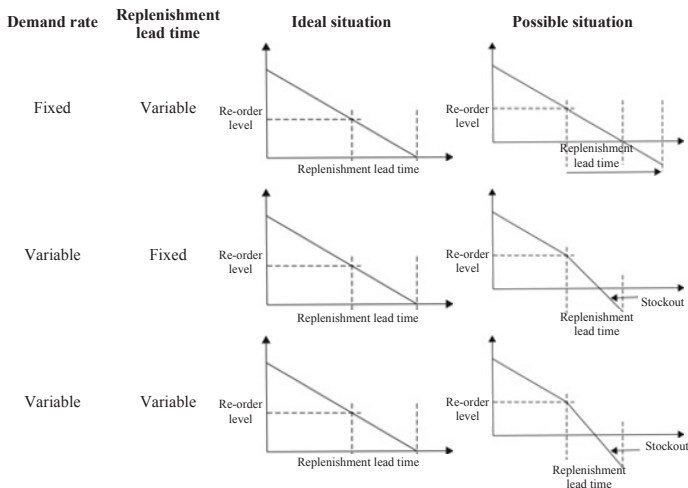 Demand rate
Replenishment
lead time
Ideal situation
Possible situation
Fixed
Variable
Re-order
level
Replenishment lead time
Re-order
level
Replenishment
lead time
Variable
Fixed
Re-order
level
Replenishment lead time
Re-order
level
Stockout
Replenishment
lead time
Variable
Variable
Re-order
level
Replenishment lead time
Re-order
level
Stockout
Replenishment
lead time